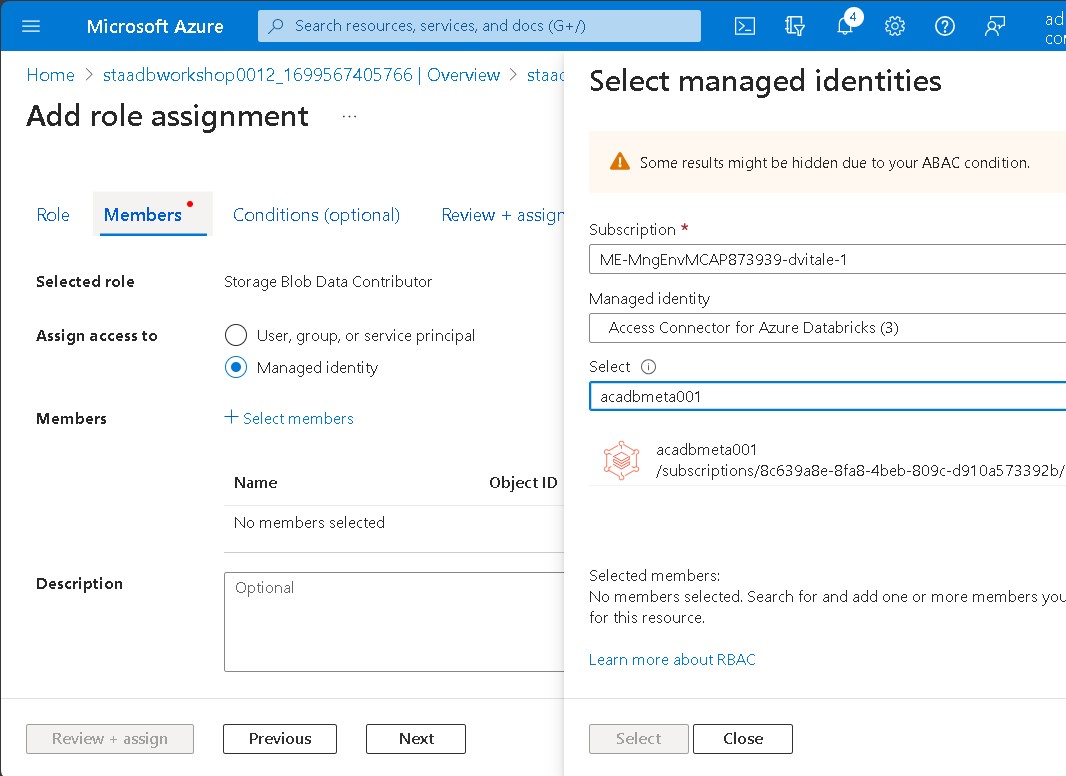 Microsoft Azure
Search resources, services, and docs (G+/)
4
ad
Home > staadbworkshop0012_1699567405766 | Overview > staad
Add role assignment
...
Role
Members
Conditions (optional)
Review + assign
Selected role
Storage Blob Data Contributor
Assign access to
User, group, or service principal
Managed identity
Members
+ Select members
Name
Object ID
No members selected
Description
Optional
Review + assign
Previous
Next
Select managed identities
Some results might be hidden due to your ABAC condition.
Subscription *
ME-MngEnvMCAP873939-dvitale-1
Managed identity
Access Connector for Azure Databricks (3)
Select
acadbmeta001
acadbmeta001
/subscriptions/8c639a8e-8fa8-4beb-809c-d910a573392b/
Selected members:
No members selected. Search for and add one or more members you
for this resource.
Learn more about RBAC
Select
Close